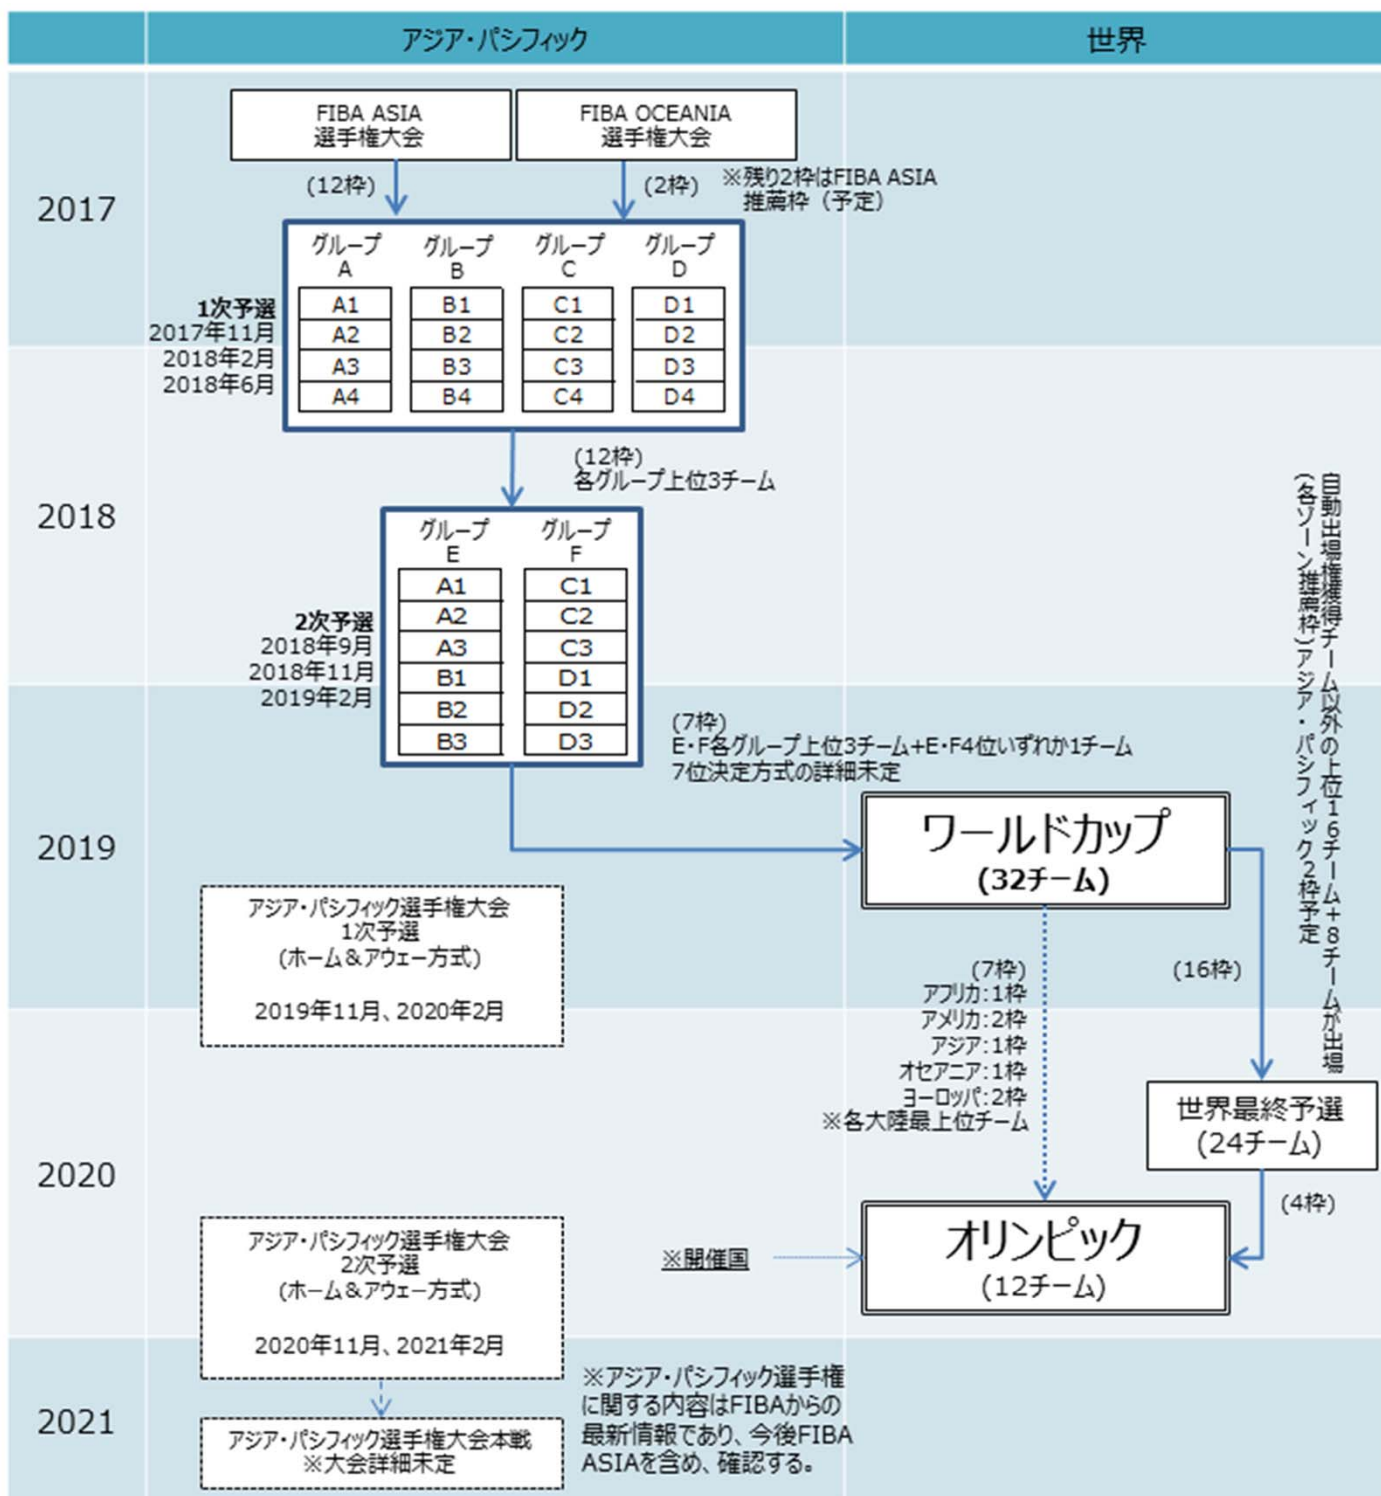 アジア・パシフィック
世界
2017
FIBA ASIA
選手権大会
FIBA OCEANIA
選手権大会
(12枠)
(2枠)
※残り2枠はFIBA ASIA
推薦枠（予定）
グループ
A
グループ
B
グループ
C
グループ
D
A1
B1
C1
D1
A2
B2
C2
D2
A3
B3
C3
D3
A4
B4
C4
D4
1次予選
2017年11月
2018年2月
2018年6月
2018
(12枠)
各グループ上位3チーム
グループ
E
グループ
F
A1
C1
A2
C2
A3
C3
B1
D1
B2
D2
B3
D3
2次予選
2018年9月
2018年11月
2019年2月
自動出場権獲得チーム以外の上位16チーム+8チームが出場
(各ゾーン推薦枠)アジア・パシフィック2枠予定
2019
(7枠)
E・F各グループ上位3チーム+E・F4位いずれか1チーム
7位決定方式の詳細未定
ワールドカップ
(32チーム)
アジア・パシフィック選手権大会
1次予選
(ホーム＆アウェー方式)
2019年11月、2020年2月
(7枠)
アフリカ：1枠
アメリカ：2枠
アジア：1枠
オセアニア：1枠
ヨーロッパ：2枠
※各大陸最上位チーム
(16枠)
世界最終予選
(24チーム)
2020
(4枠)
アジア・パシフィック選手権大会
2次予選
(ホーム＆アウェー方式)
2020年11月、2021年2月
※開催国
オリンピック
(12チーム)
2021
アジア・パシフィック選手権大会本戦
※大会詳細未定
※アジア・パシフィック選手権
に関する内容はFIBAからの
最新情報であり、今後FIBA
ASIAを含め、確認する。